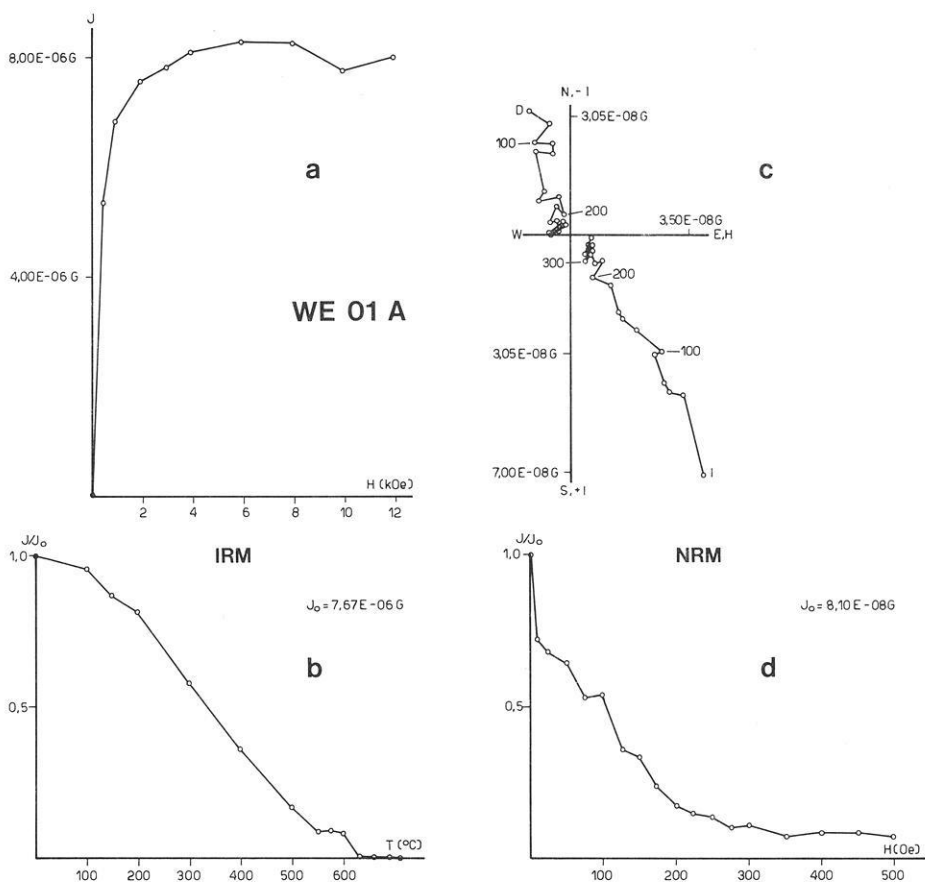 J
8,00E-06G
4,00E-06 G
a
WE 01 A
H (kOe)
2 4 6 8 10 12
N,-I
D
3,05E-08G
100
c
200
3,50E-08G
W
E,H
300
200
3,05E-08G
100
7,00E-08G
I
S,+I
J/J₀
1,0
IRM
J₀ = 7,67E-06 G
b
0,5
T (°C)
100 200 300 400 500 600
J/J₀
1,0
NRM
J₀ = 8,10E-08G
d
0,5
H(Oe)
100 200 300 400 500